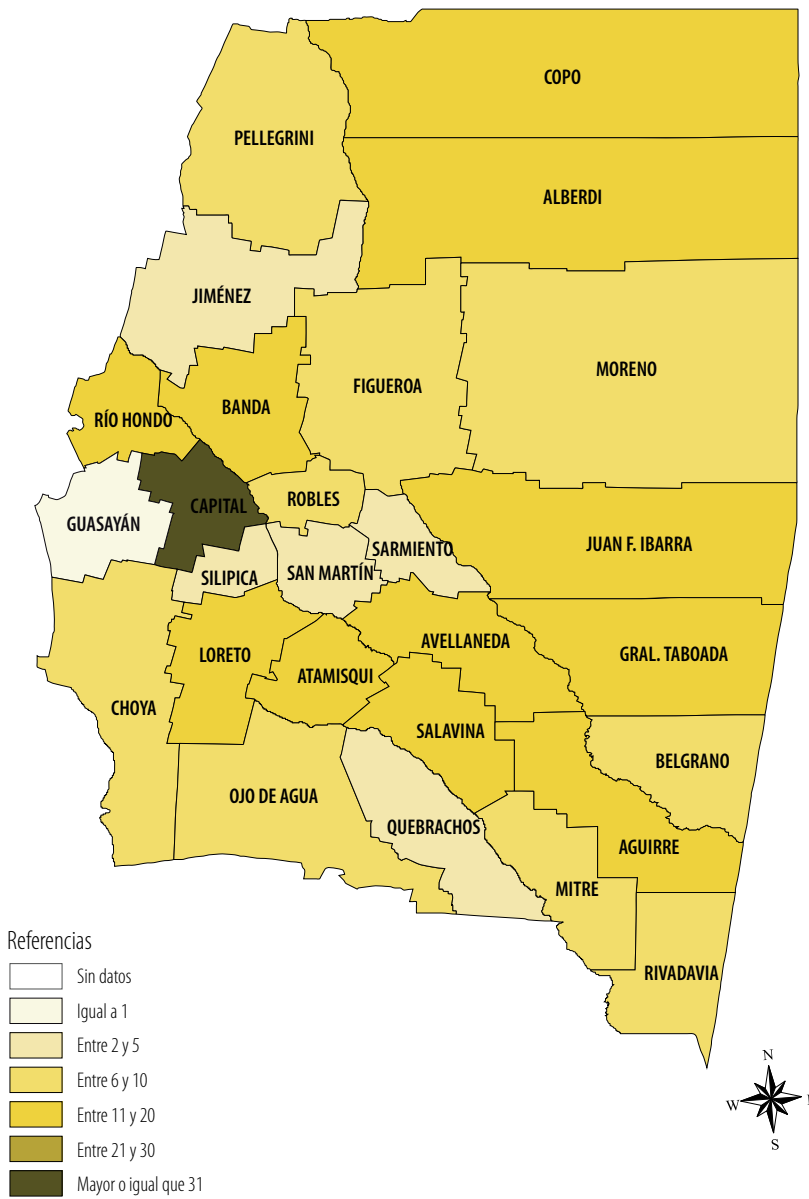 COPO
PELLEGRINI
ALBERDI
JIMÉNEZ
MORENO
FIGUEROA
BANDA
RÍO HONDO
ROBLES
CAPITAL
GUASAYÁN
JUAN F. IBARRA
SARMIENTO
SAN MARTÍN
SILIPICA
AVELLANEDA
GRAL. TABOADA
LORETO
ATAMISQUI
CHOYA
SALAVINA
BELGRANO
OJO DE AGUA
QUEBRACHOS
AGUIRRE
MITRE
RIVADAVIA
Referencias
Sin datos
Igual a 1
Entre 2 y 5
Entre 6 y 10
Entre 11 y 20
Entre 21 y 30
Mayor o igual que 31
N
W
S